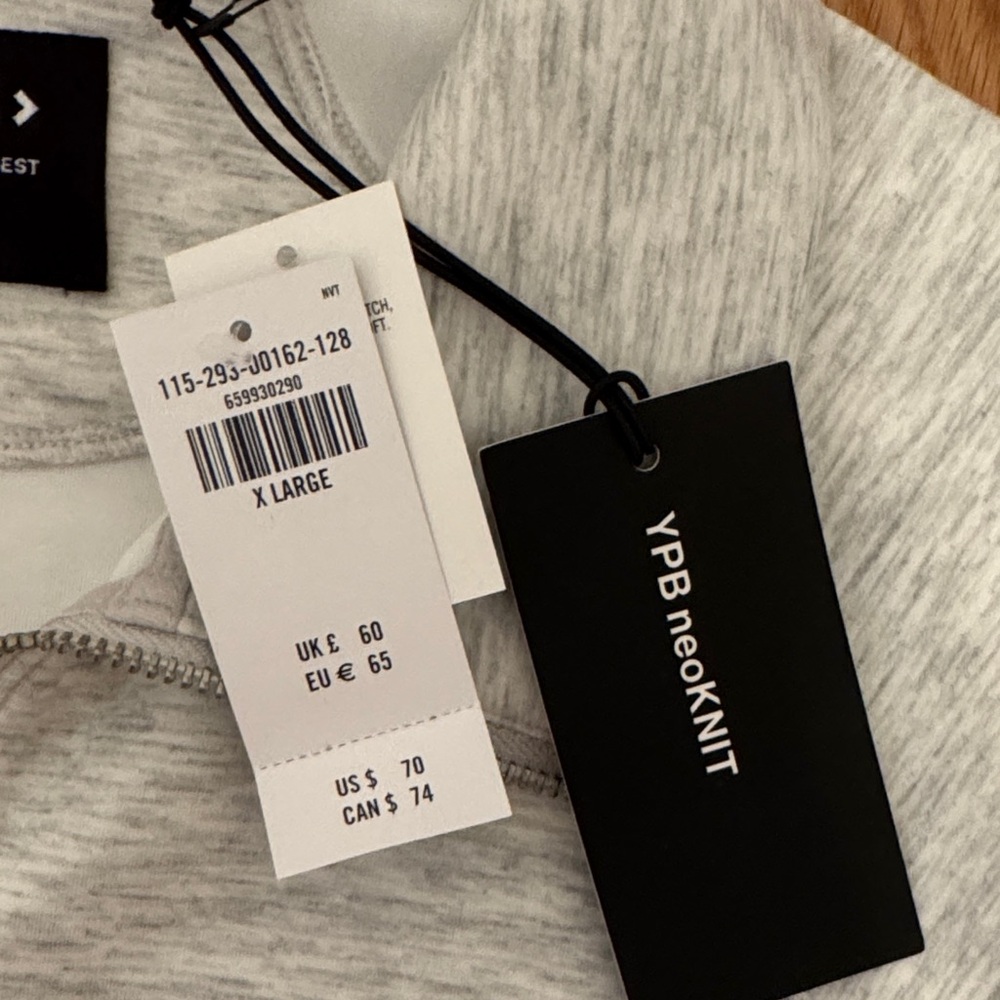 EST
NVT
TCH,
FT.
115-293-00162-128
659930290
X LARGE
UK £ 60
EU € 65
US $ 70
CAN $ 74
YPB neoKNIT